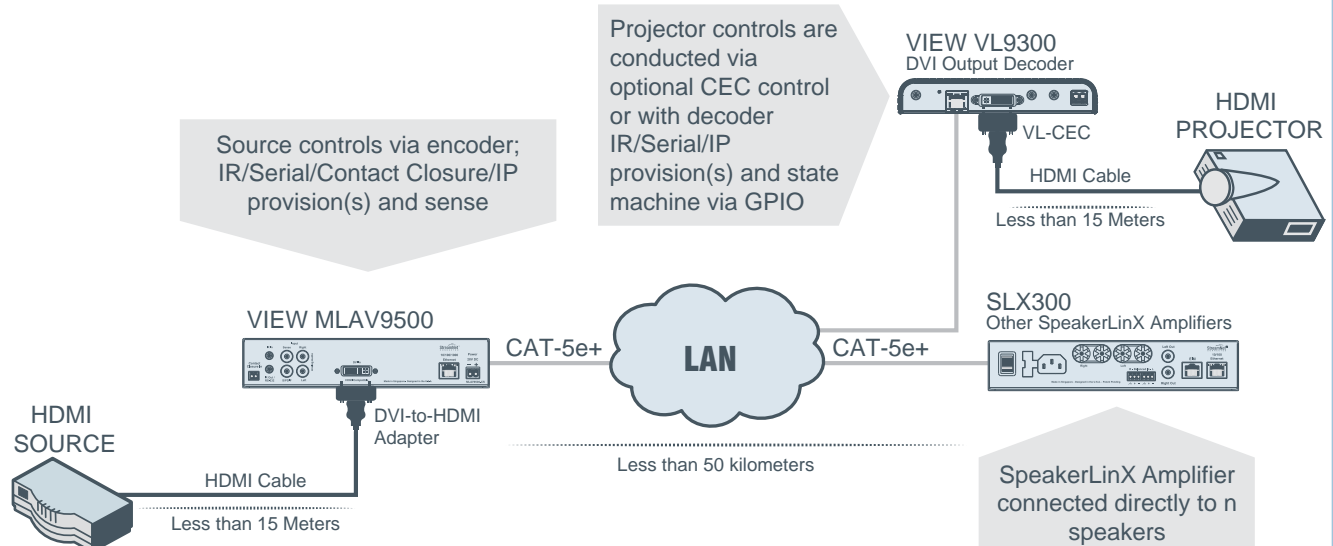 Projector controls are
conducted via
optional CEC control
or with decoder
IR/Serial/IP
provision(s) and state
machine via GPIO
VIEW VL9300
DVI Output Decoder
VL-CEC
HDMI
PROJECTOR
HDMI Cable
Less than 15 Meters
Source controls via encoder;
IR/Serial/Contact Closure/IP
provision(s) and sense
VIEW MLAV9500
CAT-5e+
LAN
CAT-5e+
SLX300
Other SpeakerLinX Amplifiers
HDMI
SOURCE
DVI-to-HDMI
Adapter
HDMI Cable
Less than 15 Meters
Less than 50 kilometers
SpeakerLinX Amplifier
connected directly to n
speakers